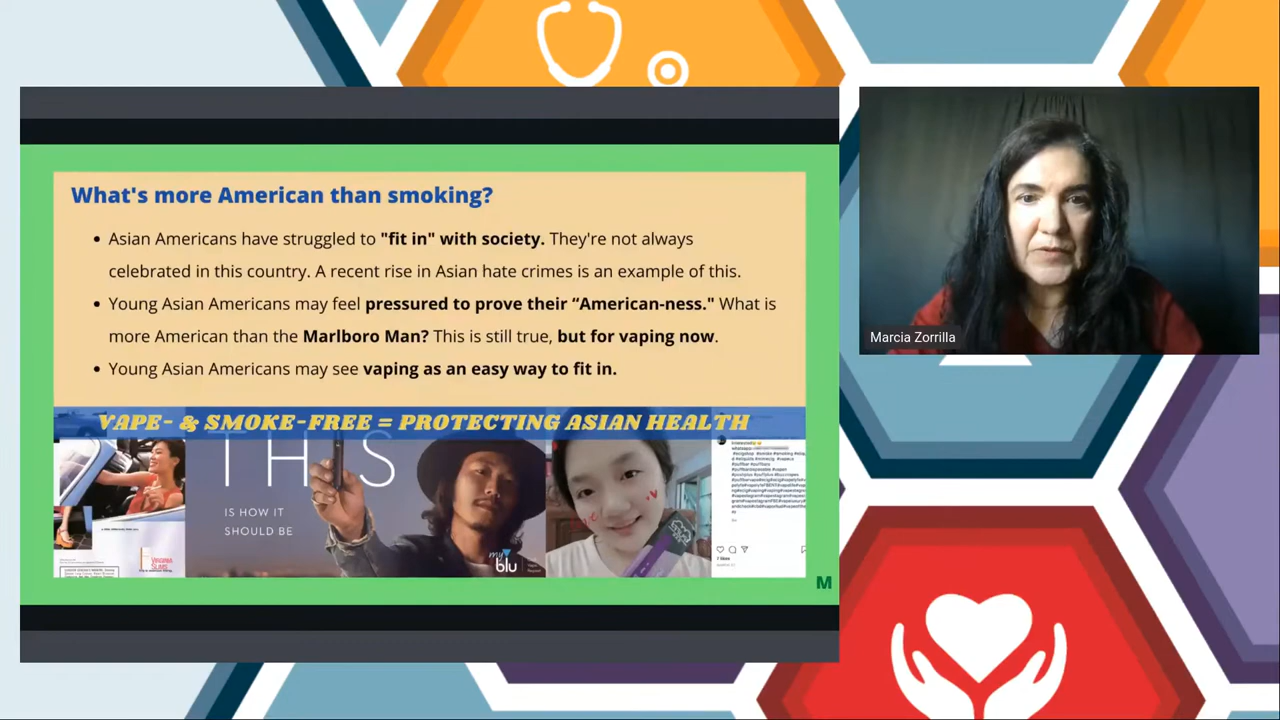 What's more American than smoking?
• Asian Americans have struggled to "fit in" with society. They're not always
celebrated in this country. A recent rise in Asian hate crimes is an example of this.
• Young Asian Americans may feel pressured to prove their “American-ness." What is
more American than the Marlboro Man? This is still true, but for vaping now.
• Young Asian Americans may see vaping as an easy way to fit in.
VAPE- & SMOKE-FREE = PROTECTING ASIAN HEALTH
VIRGINIA
SLIMS
THIS
IS HOW IT
SHOULD BE
my
blu
M
Marcia Zorrilla